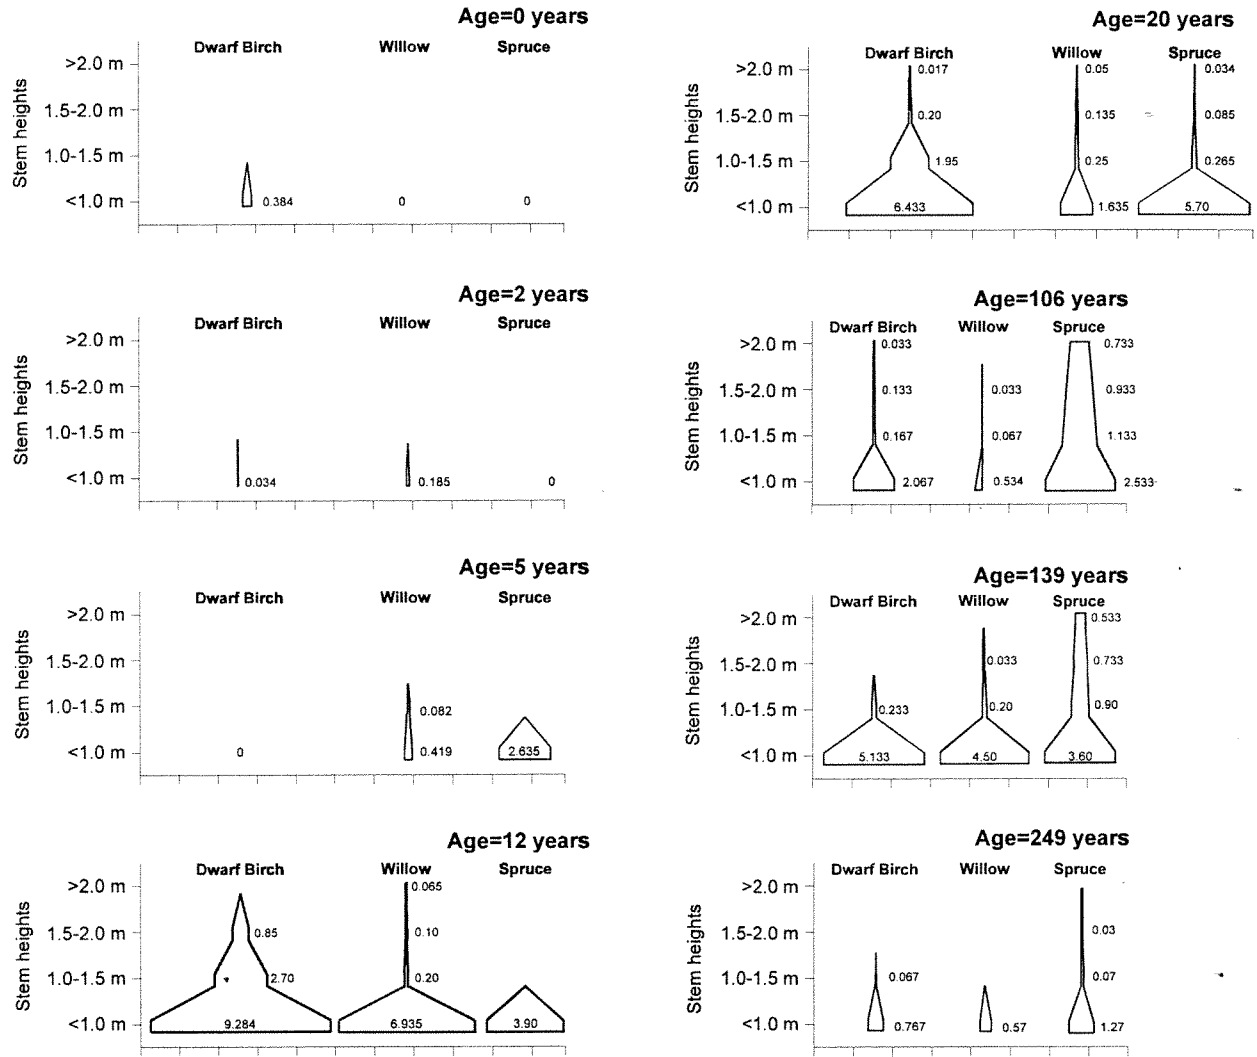 Age=0 years
Dwarf Birch Willow Spruce
Stem heights
>2.0 m
1.5-2.0 m
1.0-1.5 m
<1.0 m 0.384 0 0
Age=2 years
Dwarf Birch Willow Spruce
Stem heights
>2.0 m
1.5-2.0 m
1.0-1.5 m
<1.0 m 0.034 0.185 0
Age=5 years
Dwarf Birch Willow Spruce
Stem heights
>2.0 m
1.5-2.0 m
1.0-1.5 m 0.082
<1.0 m 0 0.419 2.635
Age=12 years
Dwarf Birch Willow Spruce
Stem heights
>2.0 m 0.065
1.5-2.0 m 0.85 0.10
1.0-1.5 m 2.70 0.20
<1.0 m 9.284 6.935 3.90
Age=20 years
Dwarf Birch Willow Spruce
Stem heights
>2.0 m 0.017 0.05 0.034
1.5-2.0 m 0.20 0.135 0.085
1.0-1.5 m 1.95 0.25 0.265
<1.0 m 6.433 1.635 5.70
Age=106 years
Dwarf Birch Willow Spruce
Stem heights
>2.0 m 0.033 0.733
1.5-2.0 m 0.133 0.033 0.933
1.0-1.5 m 0.167 0.067 1.133
<1.0 m 2.067 0.534 2.533
Age=139 years
Dwarf Birch Willow Spruce
Stem heights
>2.0 m 0.533
1.5-2.0 m 0.033 0.733
1.0-1.5 m 0.233 0.20 0.90
<1.0 m 5.133 4.50 3.60
Age=249 years
Dwarf Birch Willow Spruce
Stem heights
>2.0 m
1.5-2.0 m 0.03
1.0-1.5 m 0.067 0.07
<1.0 m 0.767 0.57 1.27